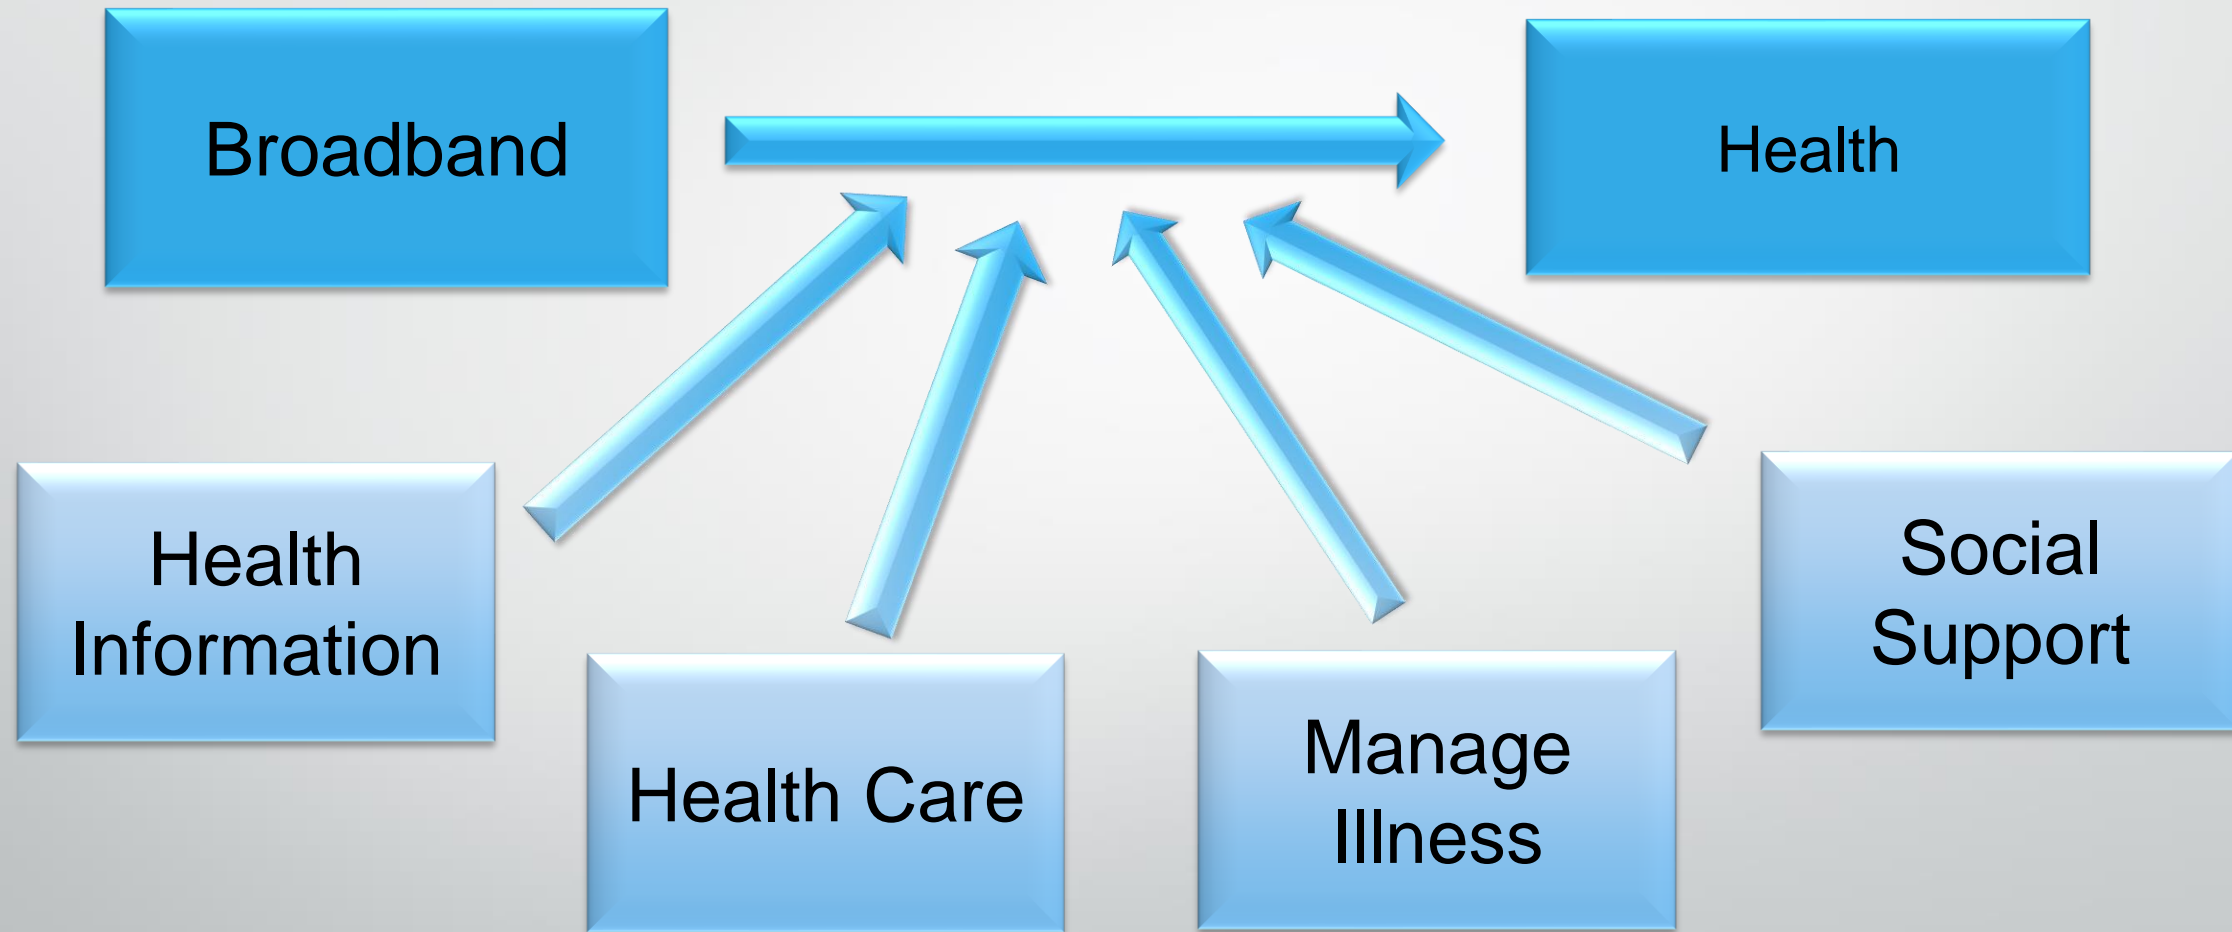 Broadband
Health
Health
Information
Health Care
Manage
Illness
Social
Support